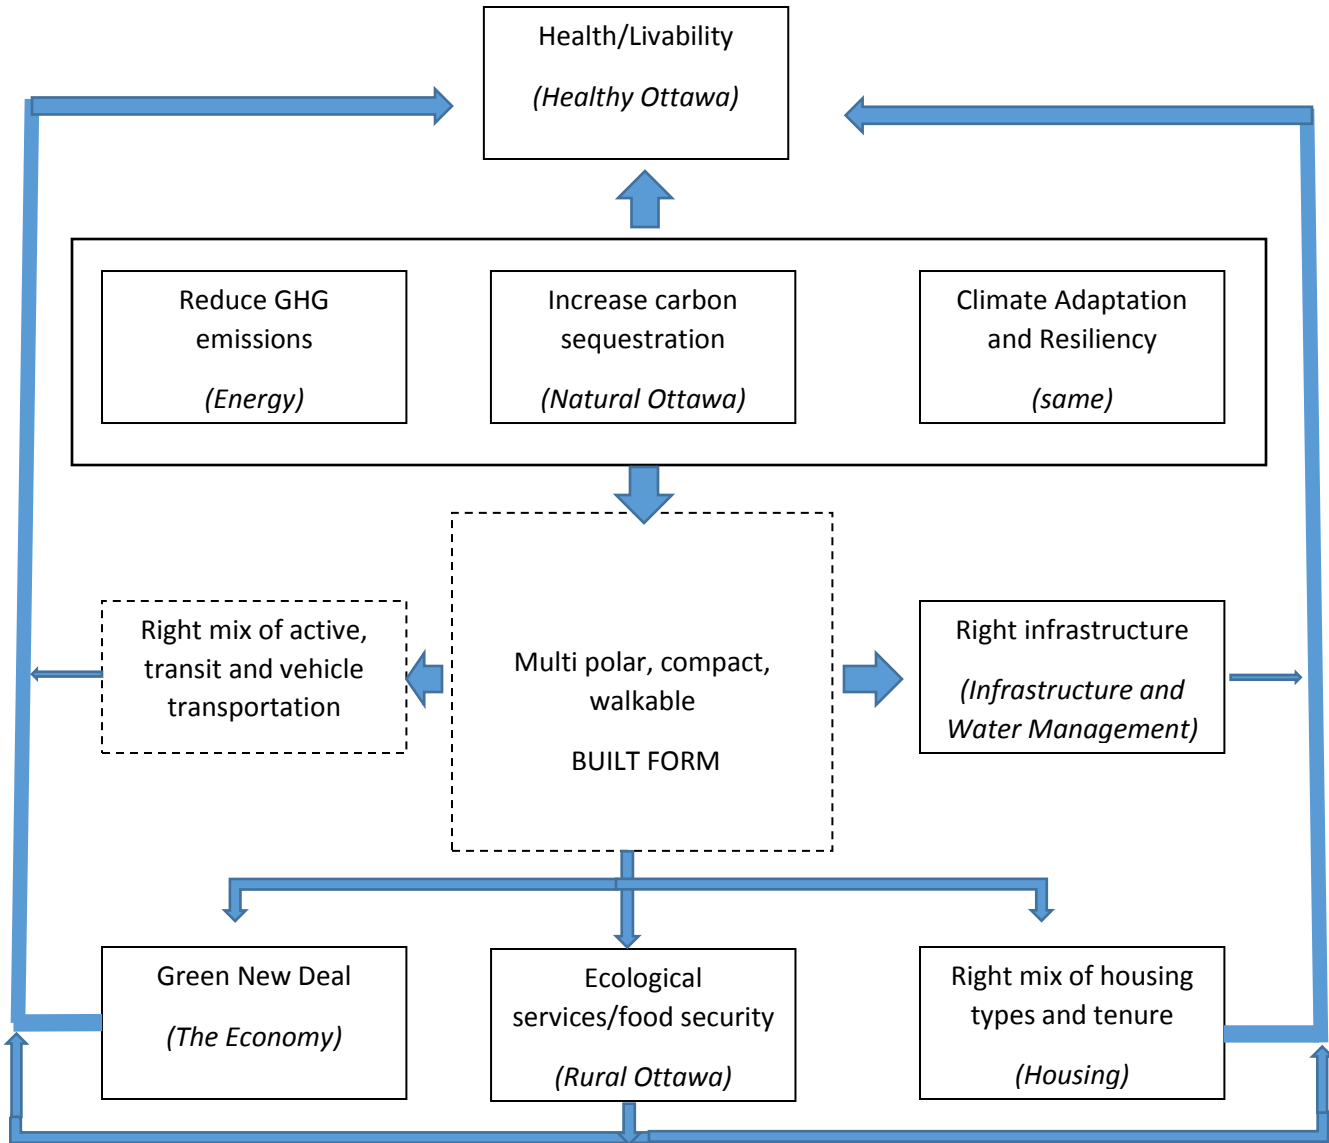 Health/Livability
(Healthy Ottawa)
Reduce GHG
emissions
(Energy)
Increase carbon
sequestration
(Natural Ottawa)
Climate Adaptation
and Resiliency
(same)
Right mix of active,
transit and vehicle
transportation
Multi polar, compact,
walkable
BUILT FORM
Right infrastructure
(Infrastructure and
Water Management)
Green New Deal
(The Economy)
Ecological
services/food security
(Rural Ottawa)
Right mix of housing
types and tenure
(Housing)